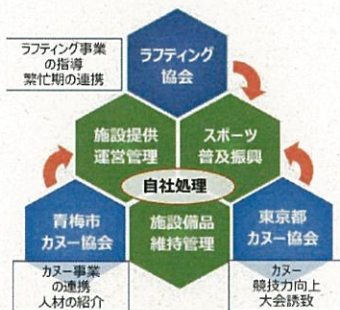 ラフティング事業
の指導
繁忙期の連携
ラフティング
協会
施設提供
運営管理
スポーツ
普及振興
自社処理
青梅市
カヌー協会
施設備品
維持管理
東京都
カヌー協会
カヌー事業
の連携
人材の紹介
カヌー
競技力向上
大会誘致